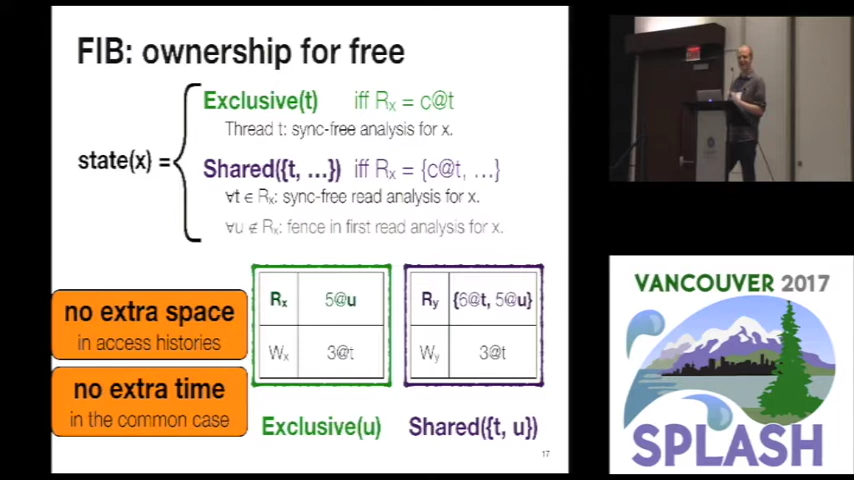 FIB: ownership for free
state(x) =
Exclusive(t) iff Rx = c@t
Thread t: sync-free analysis for x.
Shared({t, ...}) iff Rx = {c@t, ...}
∀t ∈ Rx: sync-free read analysis for x.
∀u ∉ Rx: fence in first read analysis for x.
no extra space
in access histories
no extra time
in the common case
Rx 5@u
Wx 3@t
Exclusive(u)
Ry {6@t, 5@u}
Wy 3@t
Shared({t, u})
17
VANCOUVER 2017
SPLASH